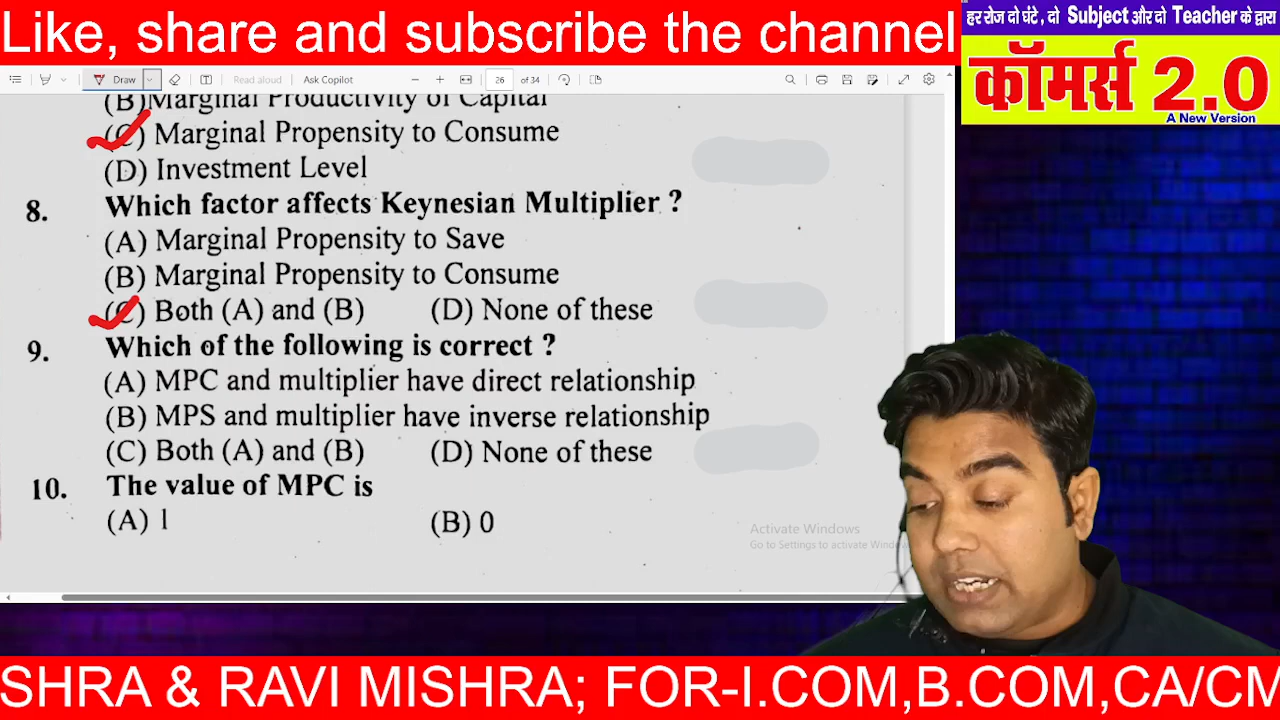 Like, share and subscribe the channel
हर रोज दो घंटे, दो Subject और दो Teacher के द्वारा
कॉमर्स 2.0
A New Version
Draw
Read aloud
Ask Copilot
26 of 34
(B) Marginal Productivity of Capital
(C) Marginal Propensity to Consume
(D) Investment Level
8. Which factor affects Keynesian Multiplier ?
(A) Marginal Propensity to Save
(B) Marginal Propensity to Consume
(C) Both (A) and (B) (D) None of these
9. Which of the following is correct ?
(A) MPC and multiplier have direct relationship
(B) MPS and multiplier have inverse relationship
(C) Both (A) and (B) (D) None of these
10. The value of MPC is
(A) 1 (B) 0
Activate Windows
Go to Settings to activate Windo
SHRA & RAVI MISHRA; FOR-I.COM,B.COM,CA/CM